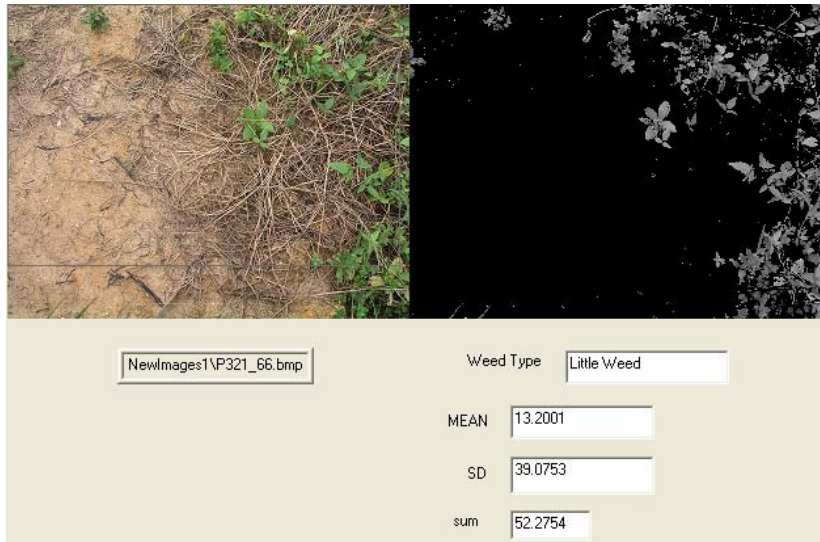 NewImages1\P321_66.bmp
Weed Type Little Weed
MEAN 13.2001
SD 39.0753
sum 52.2754